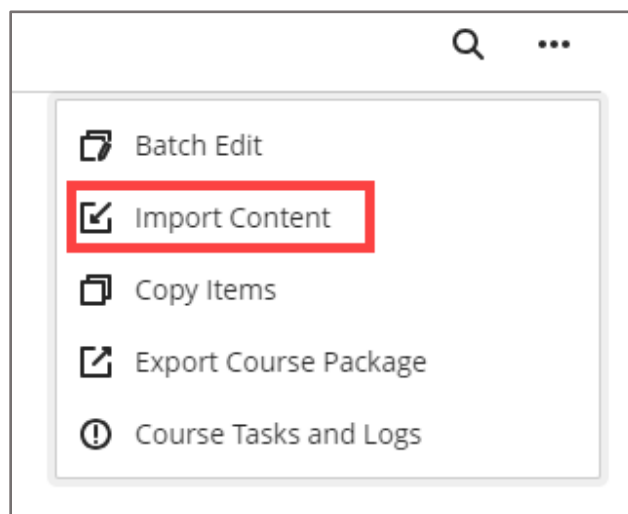 Batch Edit
Import Content
Copy Items
Export Course Package
Course Tasks and Logs